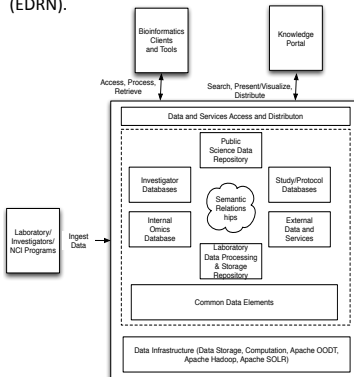 (EDRN).
Bioinformatics
Clients
and Tools
Knowledge
Portal
Access, Process,
Retrieve
Search, Present/Visualize,
Distribute
Data and Services Access and Distributon
Public
Science Data
Repository
Investigator
Databases
Study/Protocol
Databases
Semantic
Relations
hips
Internal
Omics
Database
External
Data and
Services
Laboratory/
Investigators/
NCI Programs
Ingest
Data
Laboratory
Data Processing
& Storage
Repository
Common Data Elements
Data Infrastructure (Data Storage, Computation, Apache OODT,
Apache Hadoop, Apache SOLR)